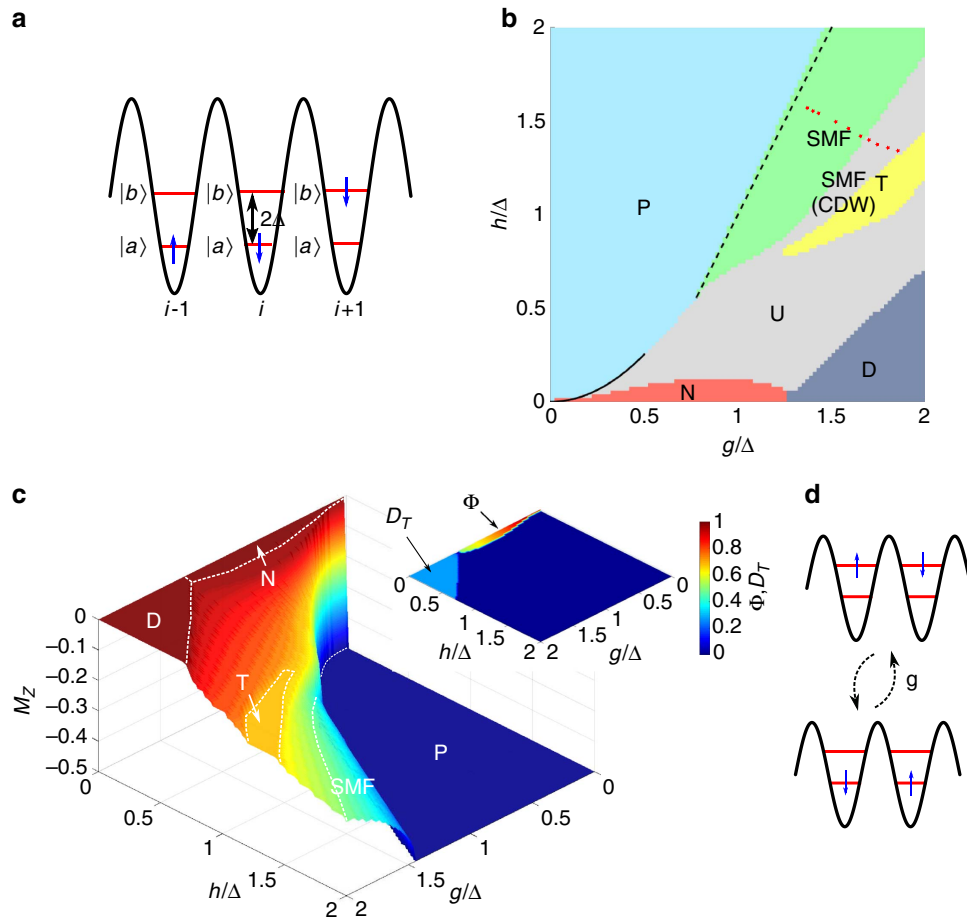 a
|b⟩ |b⟩ |b⟩
2Δ
|a⟩ |a⟩ |a⟩
i-1 i i+1
b
2
1.5
1
0.5
0
h/Δ
P
SMF
SMF
(CDW)
T
U
D
N
0 0.5 1 1.5 2
g/Δ
c
D_T
Φ
0
0.5
1
1.5
2
h/Δ
2
1.5
1
0.5
0
g/Δ
1
0.8
0.6
0.4
0.2
0
Φ,D_T
N
D
T
SMF
P
0
−0.1
−0.2
−0.3
−0.4
−0.5
M_Z
0
0.5
1
1.5
2
h/Δ
2
1.5
1
0.5
0
g/Δ
d
g